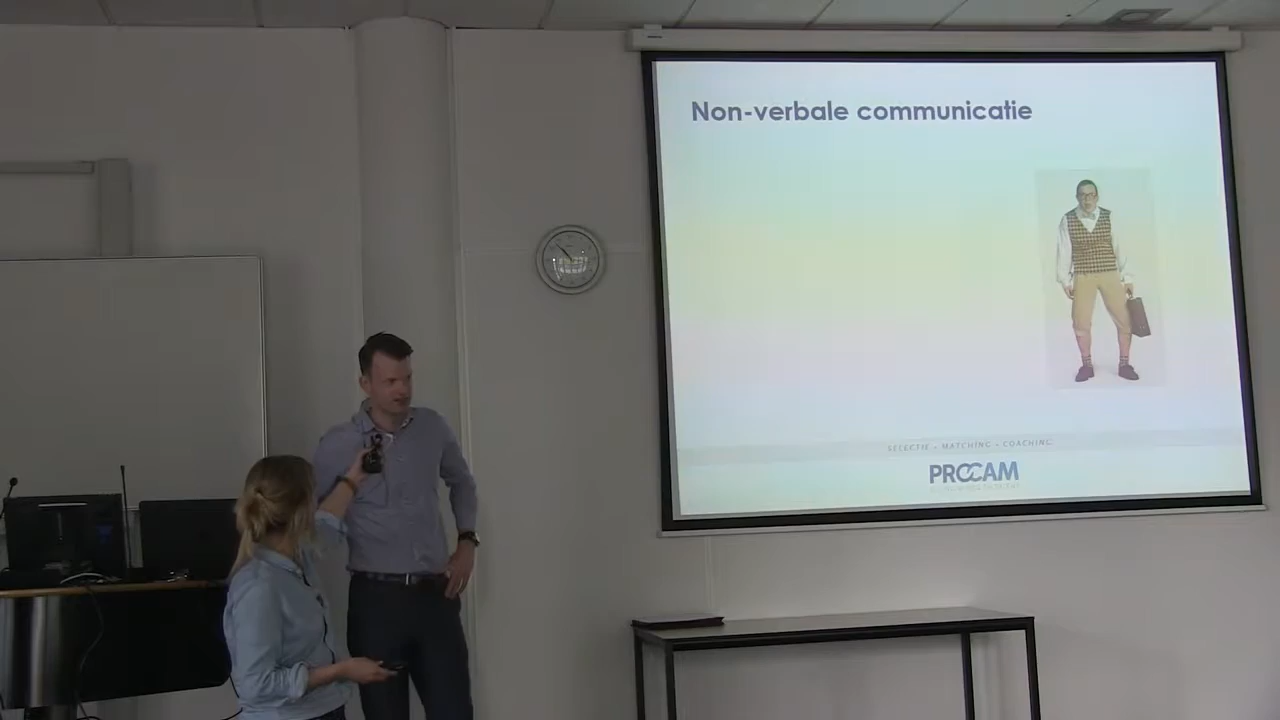 Non-verbale communicatie
SELECTIE • MATCHING • COACHING
PROCAM